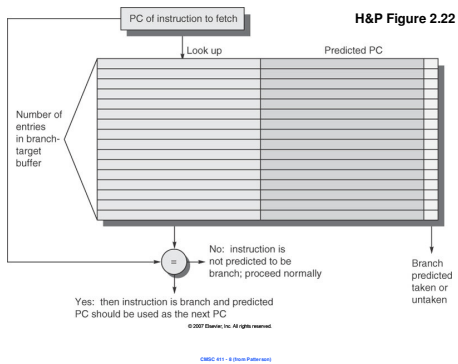 PC of instruction to fetch
H&P Figure 2.22
Look up
Predicted PC
Number of
entries
in branch-
target
buffer
=
No: instruction is
not predicted to be
branch; proceed normally
Branch
predicted
taken or
untaken
Yes: then instruction is branch and predicted
PC should be used as the next PC
© 2007 Elsevier, Inc. All rights reserved.
CMSC 411 - 8 (from Patterson)